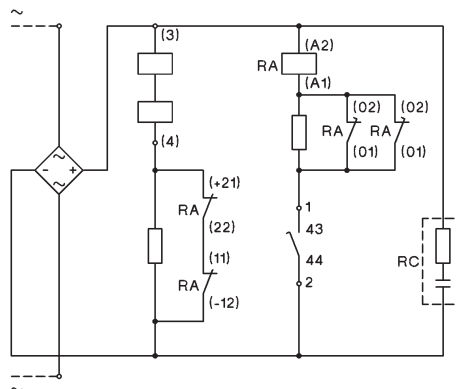 ~
(3)
(A2)
RA
(A1)
(02)
(02)
RA
RA
(4)
(01)
(01)
~
- +
~
(+21)
RA
(22)
1
43
(11)
44
RC
RA
2
(-12)
~